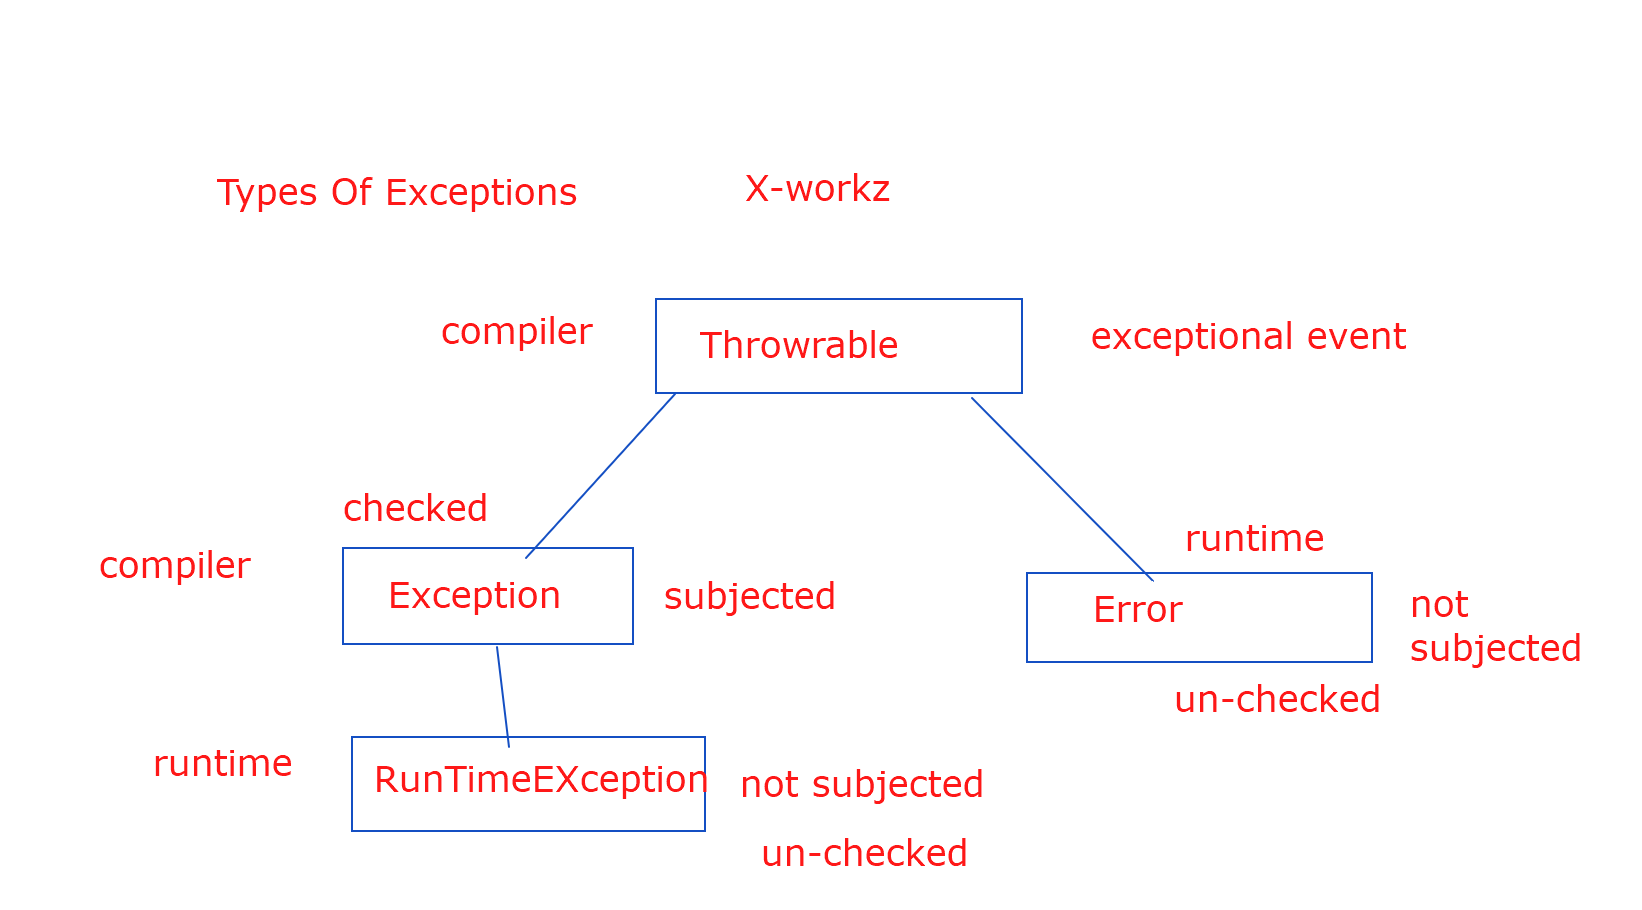 Types Of Exceptions
X-workz
compiler
Throwrable
exceptional event
checked
compiler
Exception
subjected
runtime
Error
not
subjected
un-checked
runtime
RunTimeEXception
not subjected
un-checked